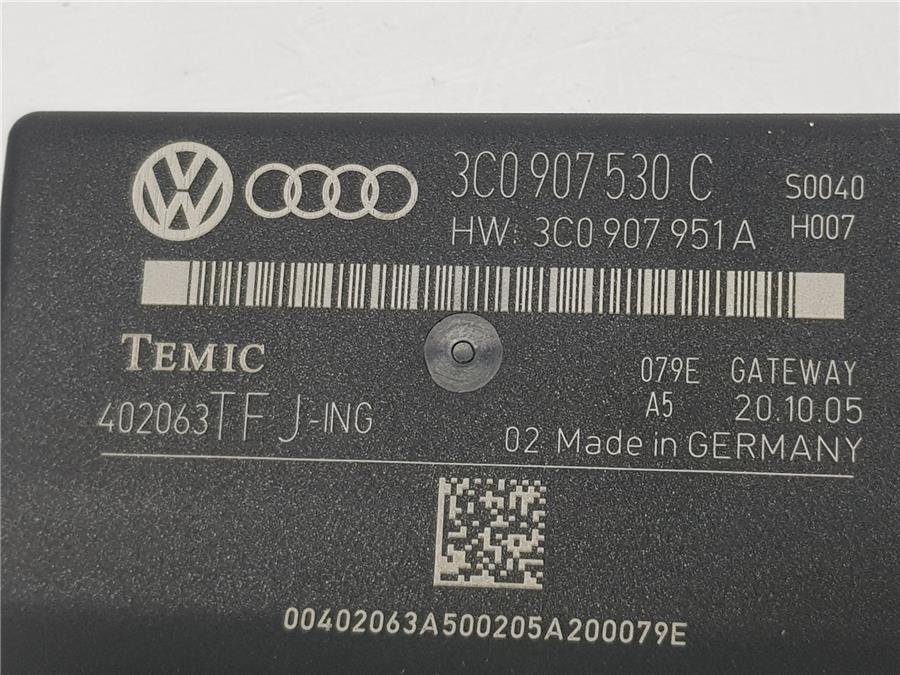 3C0 907 530 C S0040
HW: 3C0 907 951 A H007
TEMIC 079E GATEWAY
402063TF J-ING A5 20.10.05
02 Made in GERMANY
00402063A500205A200079E